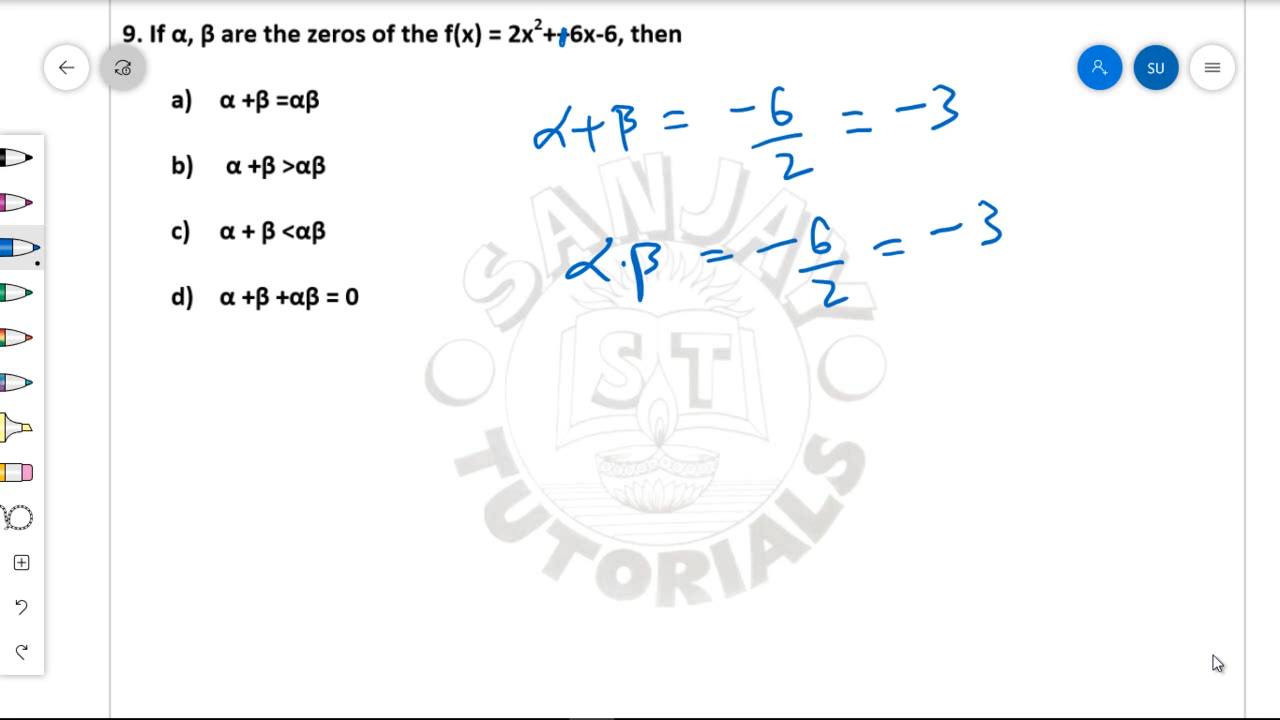 9. If α, β are the zeros of the f(x) = 2x²++6x-6, then
SU
a) α +β =αβ
α+β = -6/2 = -3
b) α +β >αβ
c) α + β <αβ
α.β = -6/2 = -3
d) α +β +αβ = 0
SANJAY
ST
TUTORIALS